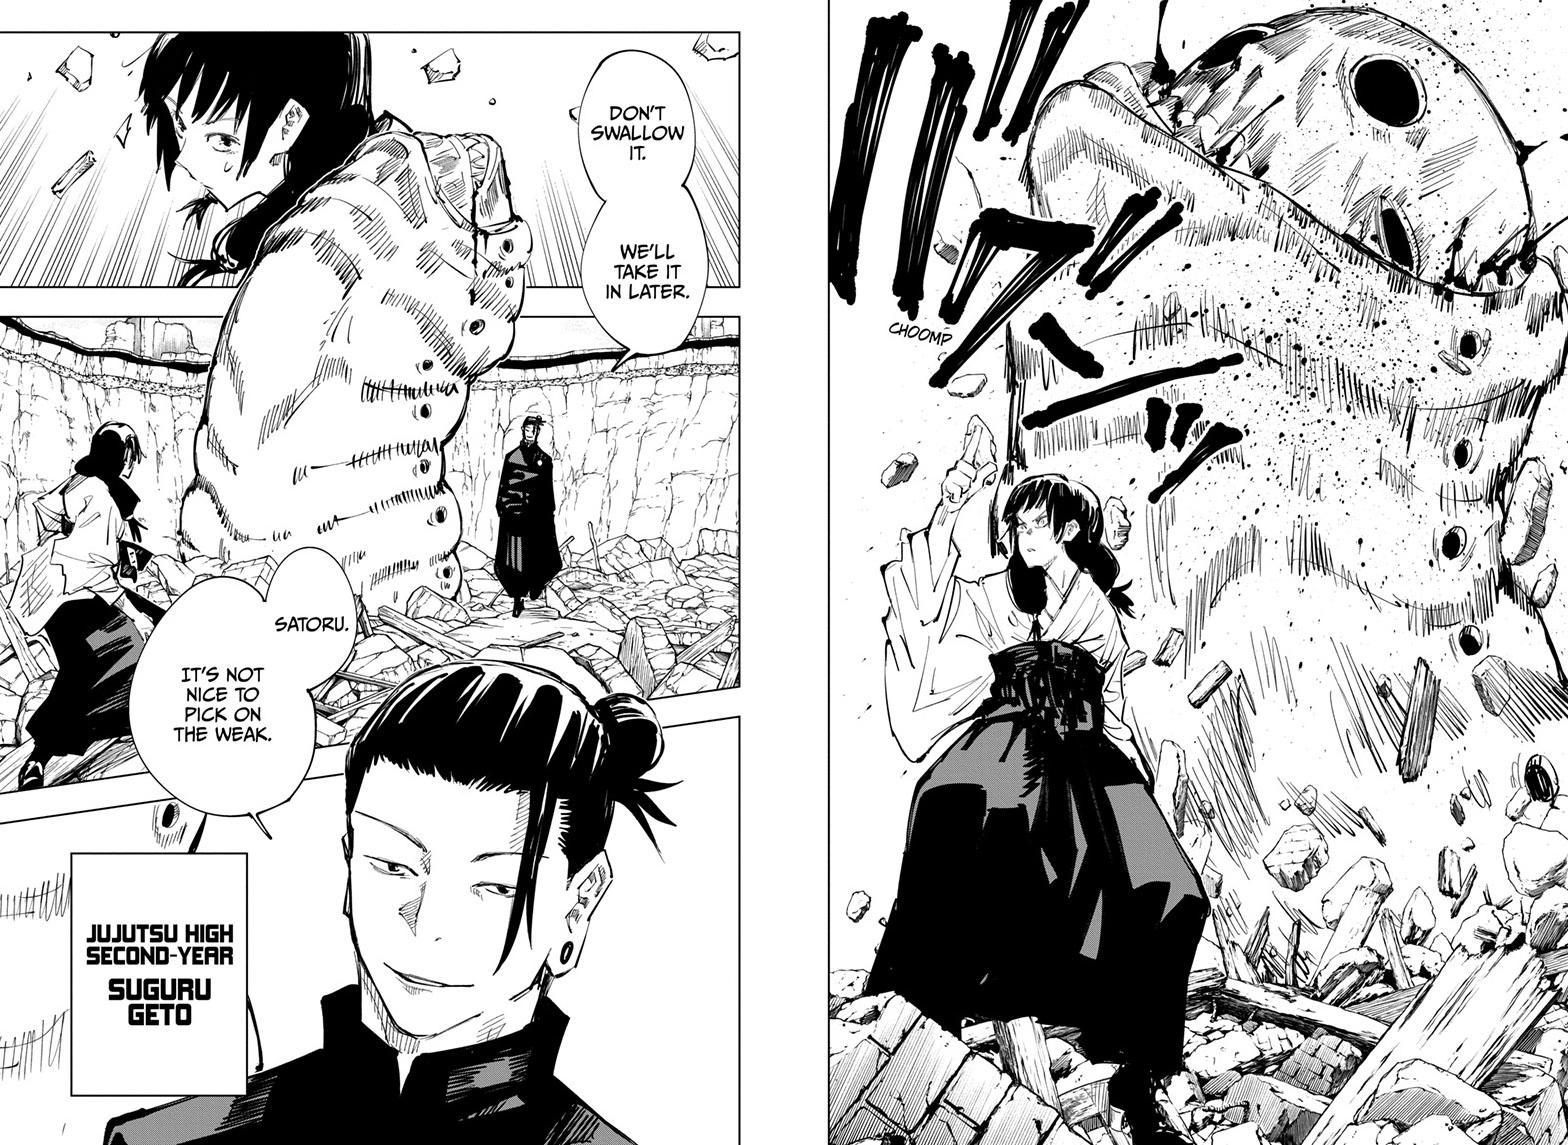 CHOOMP
DON'T
SWALLOW
IT.
WE'LL
TAKE IT
IN LATER.
SATORU.
IT'S NOT
NICE TO
PICK ON
THE WEAK.
JUJUTSU HIGH
SECOND-YEAR
SUGURU
GETO